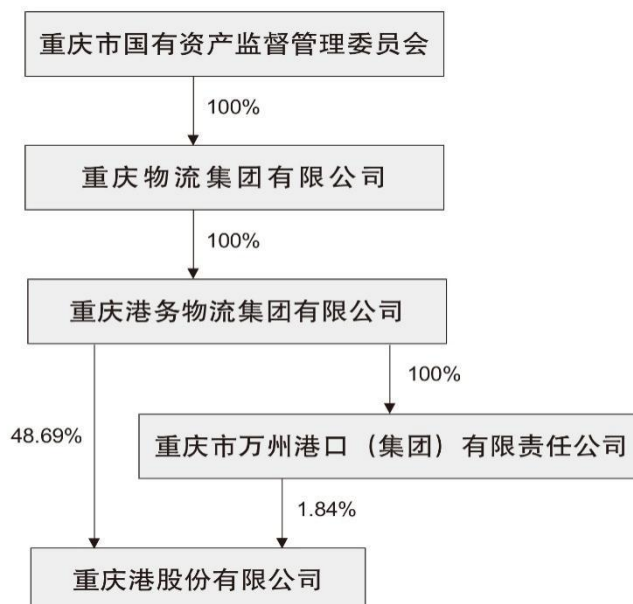 重庆市国有资产监督管理委员会
100%
重庆物流集团有限公司
100%
重庆港务物流集团有限公司
100%
48.69%
重庆市万州港口（集团）有限责任公司
1.84%
重庆港股份有限公司